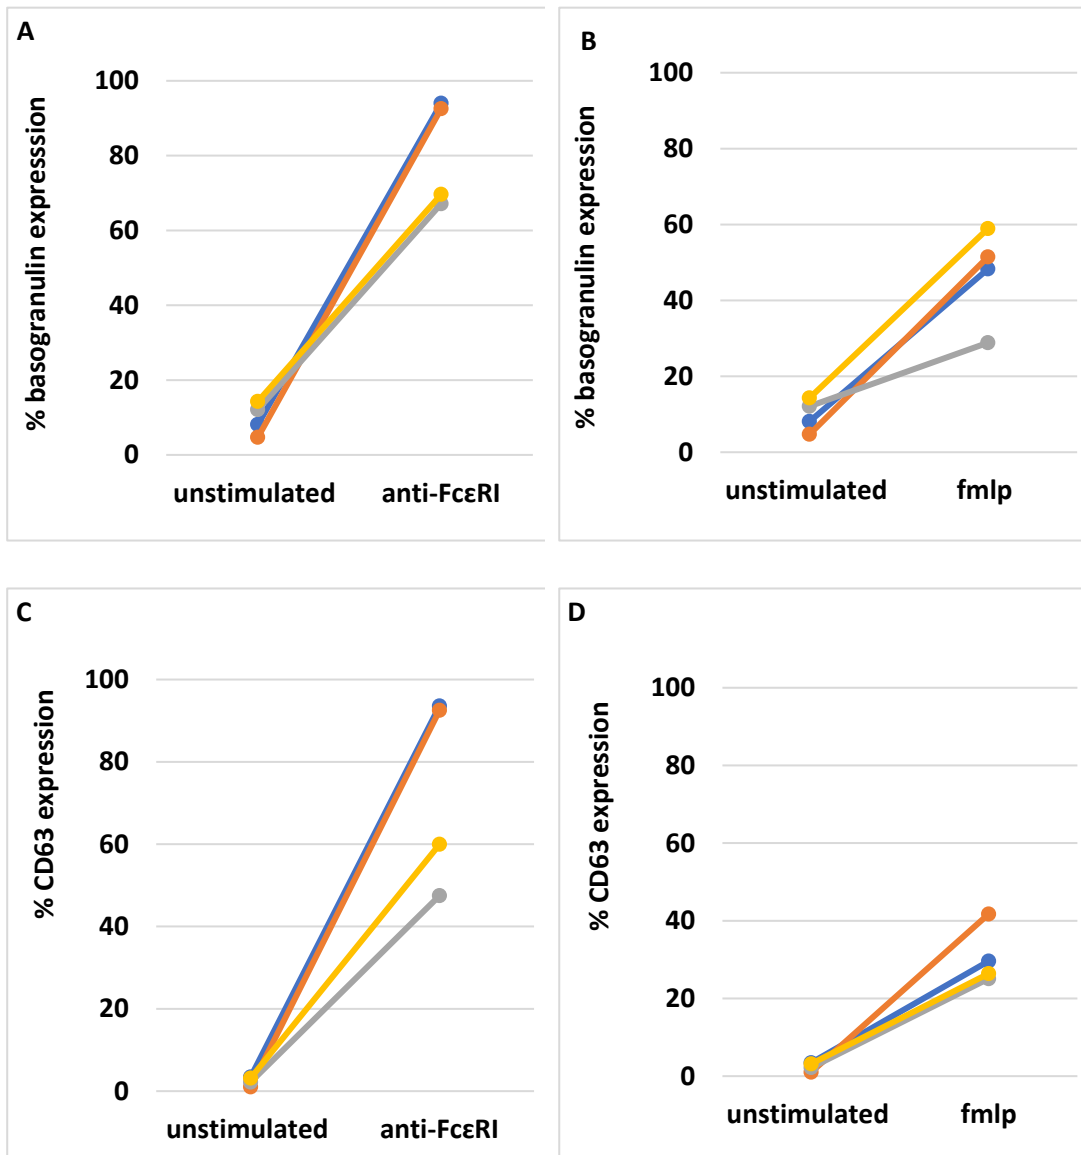 A
% basogranulin expresssion
100
80
60
40
20
0
unstimulated anti-FcεRI
B
% basogranulin expression
100
80
60
40
20
0
unstimulated fmlp
C
% CD63 expression
100
80
60
40
20
0
unstimulated anti-FcεRI
D
% CD63 expression
100
80
60
40
20
0
unstimulated fmlp